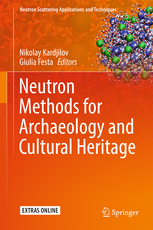 Neutron Scattering Applications and Techniques
Nikolay Kardjilov
Giulia Festa Editors
Neutron
Methods for
Archaeology and
Cultural Heritage
EXTRAS ONLINE
Springer